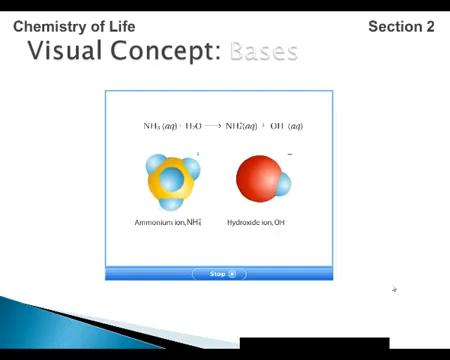 Chemistry of Life Section 2
Visual Concept: Bases
NH₃ (aq) + H₂O ⟶ NH₄⁺(aq) + OH (aq)
+ −
Ammonium ion, NH₄⁺ Hydroxide ion, OH
Stop